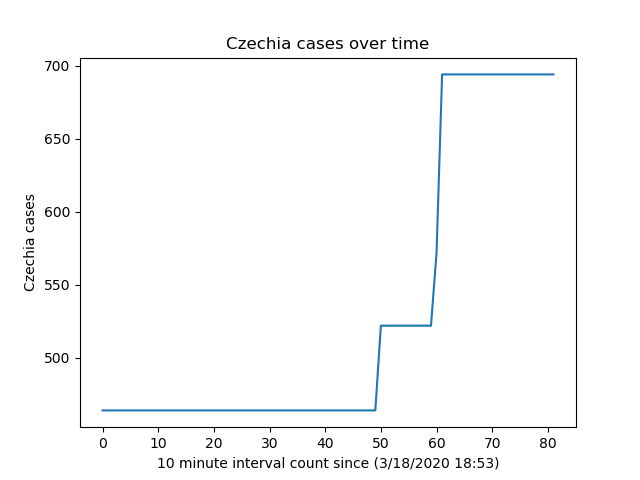 Czechia cases over time
700
650
600
550
500
Czechia cases
0 10 20 30 40 50 60 70 80
10 minute interval count since (3/18/2020 18:53)